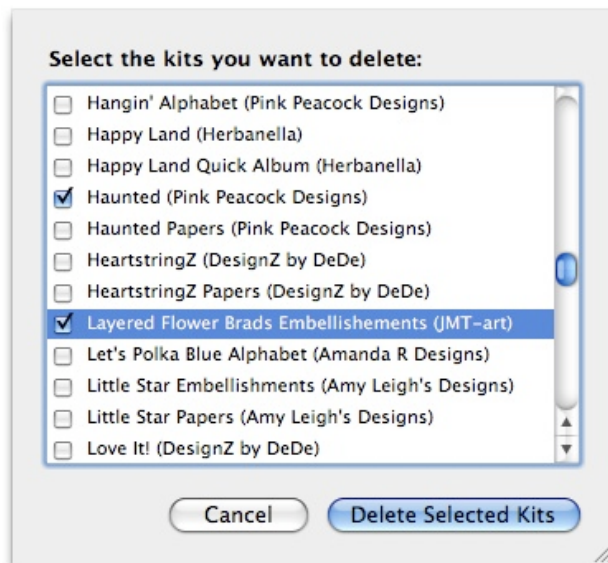 Select the kits you want to delete:
Hangin' Alphabet (Pink Peacock Designs)
Happy Land (Herbanella)
Happy Land Quick Album (Herbanella)
Haunted (Pink Peacock Designs)
Haunted Papers (Pink Peacock Designs)
HeartstringZ (DesignZ by DeDe)
HeartstringZ Papers (DesignZ by DeDe)
Layered Flower Brads Embellishements (JMT-art)
Let's Polka Blue Alphabet (Amanda R Designs)
Little Star Embellishments (Amy Leigh's Designs)
Little Star Papers (Amy Leigh's Designs)
Love It! (DesignZ by DeDe)
Cancel
Delete Selected Kits